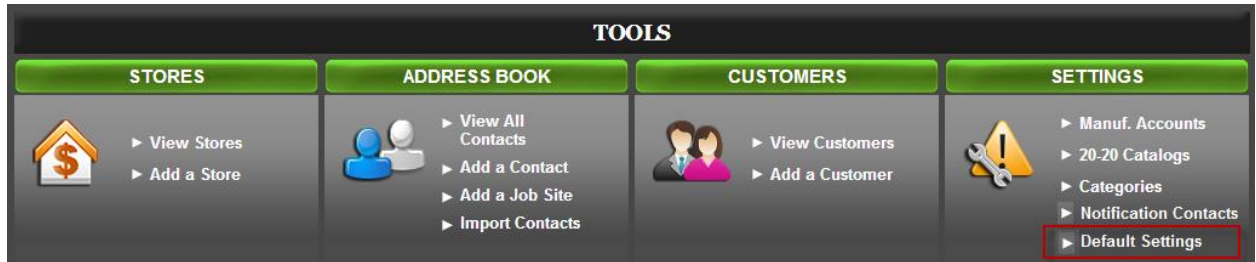 TOOLS
STORES
View Stores
Add a Store
ADDRESS BOOK
View All
Contacts
Add a Contact
Add a Job Site
Import Contacts
CUSTOMERS
View Customers
Add a Customer
SETTINGS
Manuf. Accounts
20-20 Catalogs
Categories
Notification Contacts
Default Settings